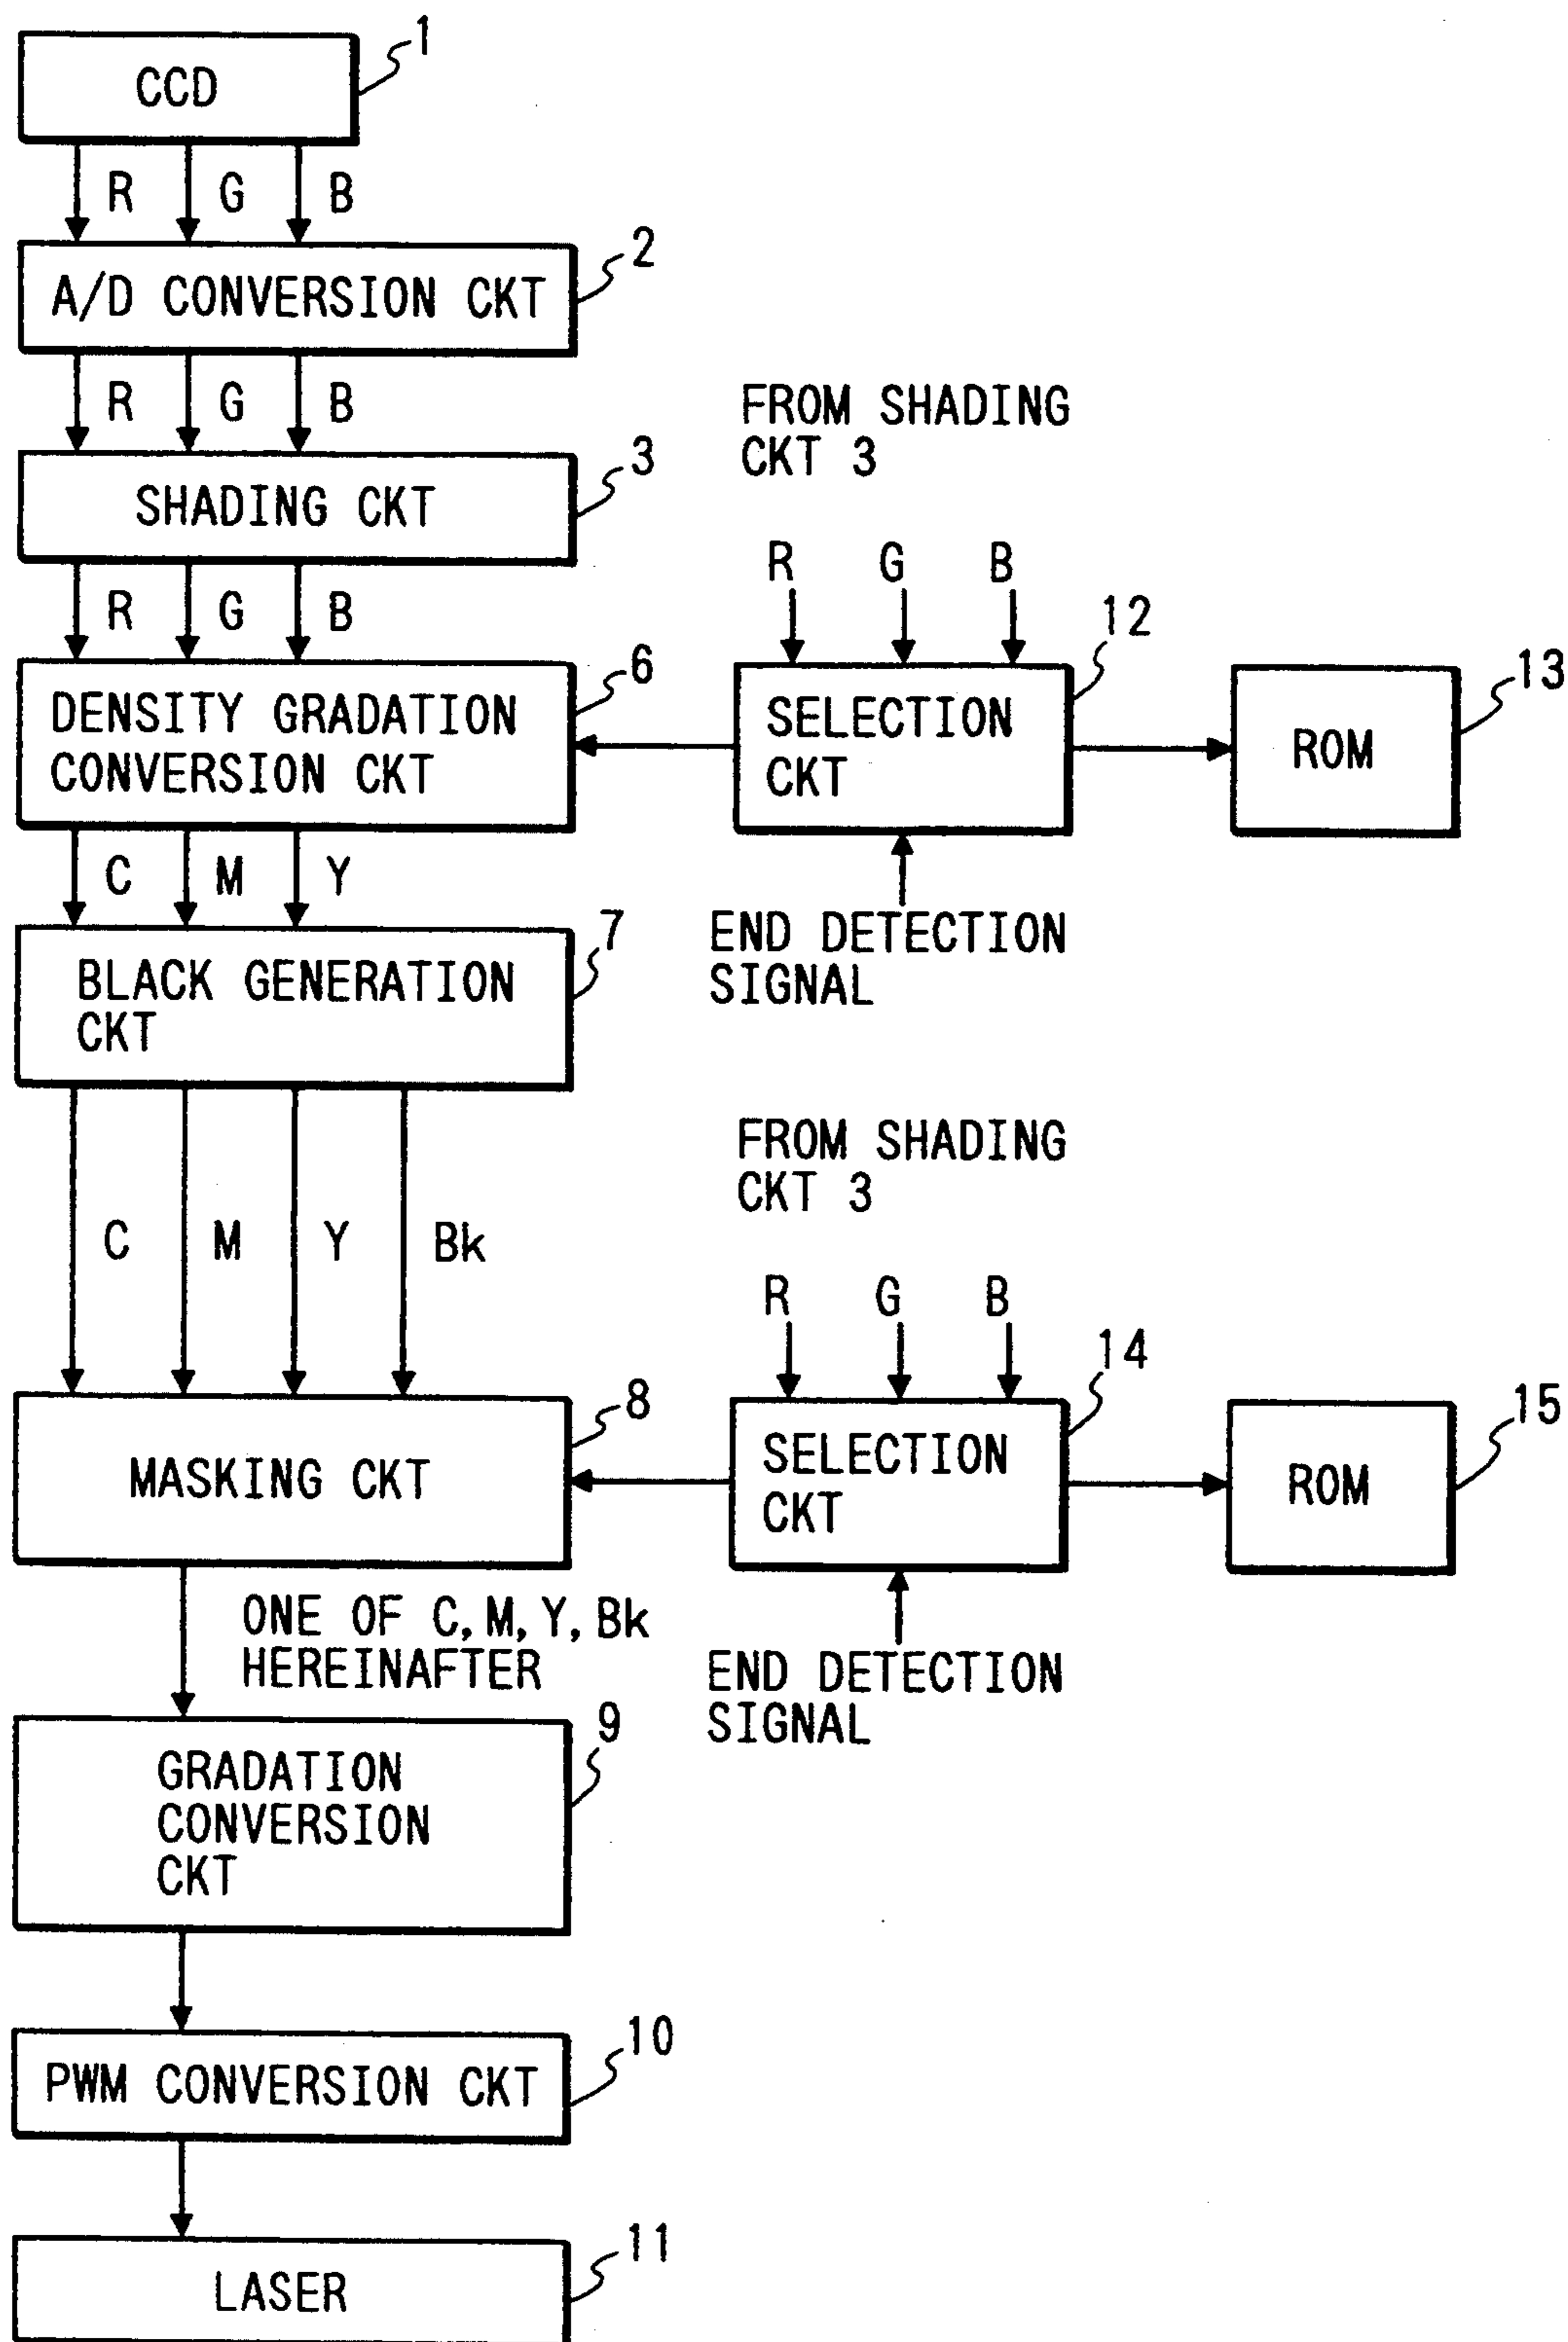 1
CCD
R G B
2
A/D CONVERSION CKT
R G B
FROM SHADING
CKT 3
3
SHADING CKT
R G B
R G B
12
6
13
DENSITY GRADATION
CONVERSION CKT
SELECTION
CKT
ROM
C M Y
END DETECTION
SIGNAL
7
BLACK GENERATION
CKT
FROM SHADING
CKT 3
C M Y Bk
R G B
14
8
15
MASKING CKT
SELECTION
CKT
ROM
ONE OF C, M, Y, Bk
HEREINAFTER
END DETECTION
SIGNAL
9
GRADATION
CONVERSION
CKT
10
PWM CONVERSION CKT
11
LASER